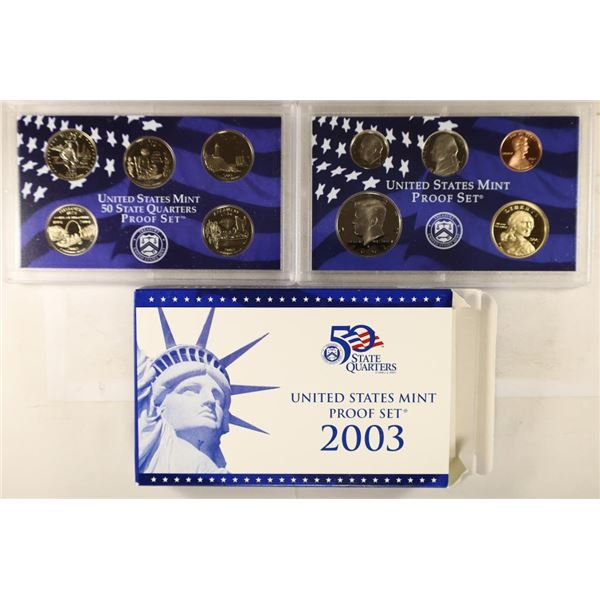 UNITED STATES MINT
50 STATE QUARTERS
PROOF SET™
UNITED STATES MINT
PROOF SET®
LIBERTY
50
STATE
QUARTERS
UNITED STATES MINT
PROOF SET®
2003